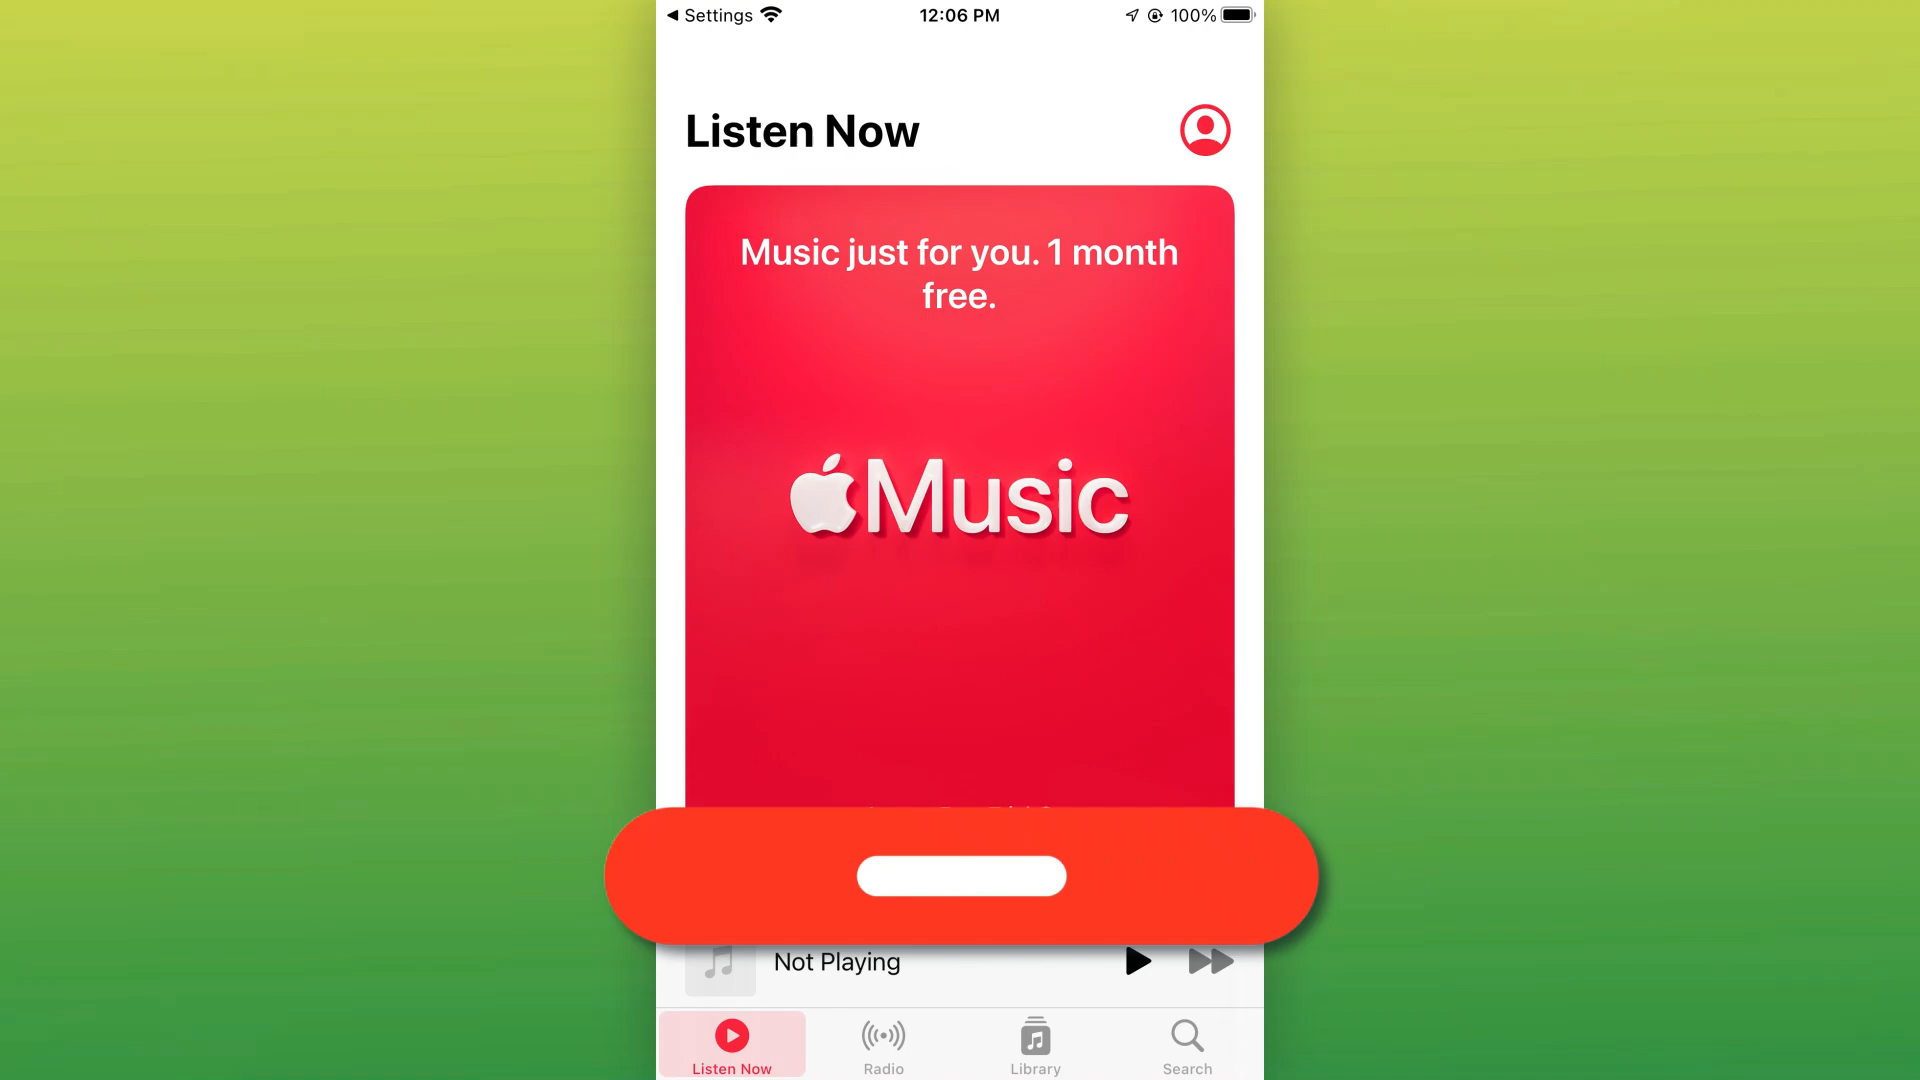 Settings
12:06 PM
100%
Listen Now
Music just for you. 1 month
free.
Music
Not Playing
Listen Now
Radio
Library
Search